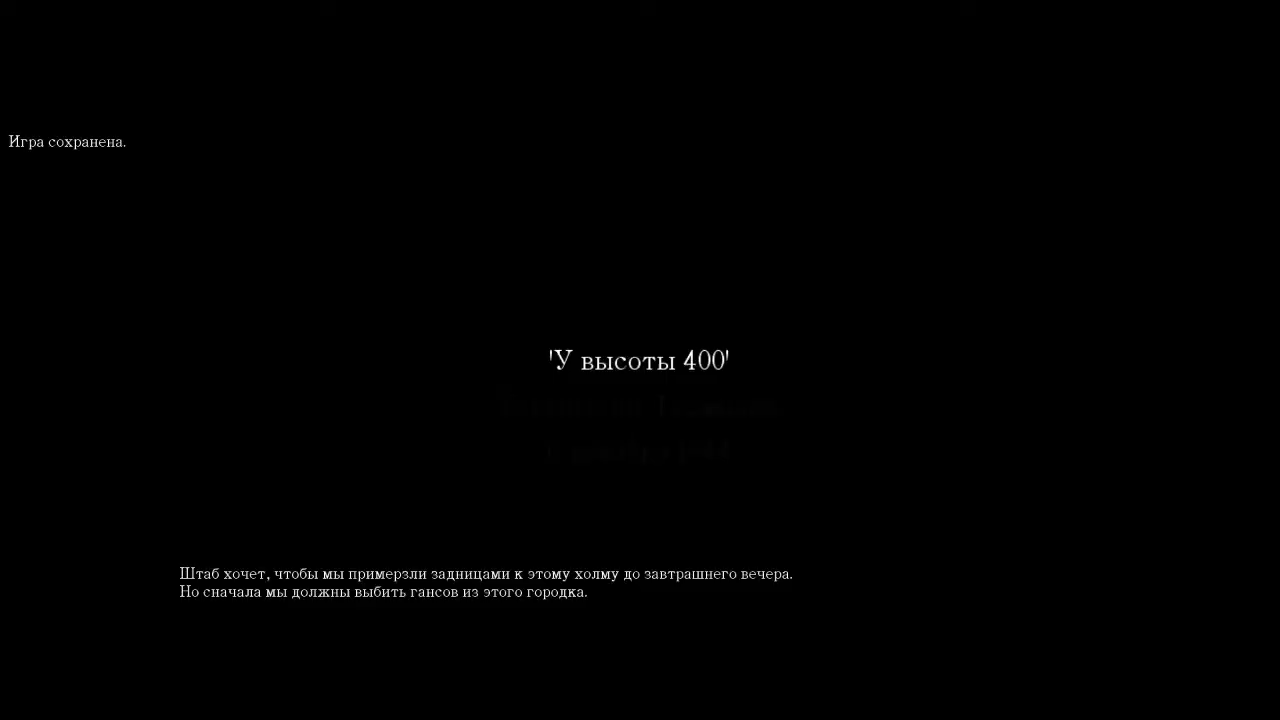 Игра сохранена.
'У высоты 400'
Штаб хочет, чтобы мы примерзли задницами к этому холму до завтрашнего вечера.
Но сначала мы должны выбить гансов из этого городка.